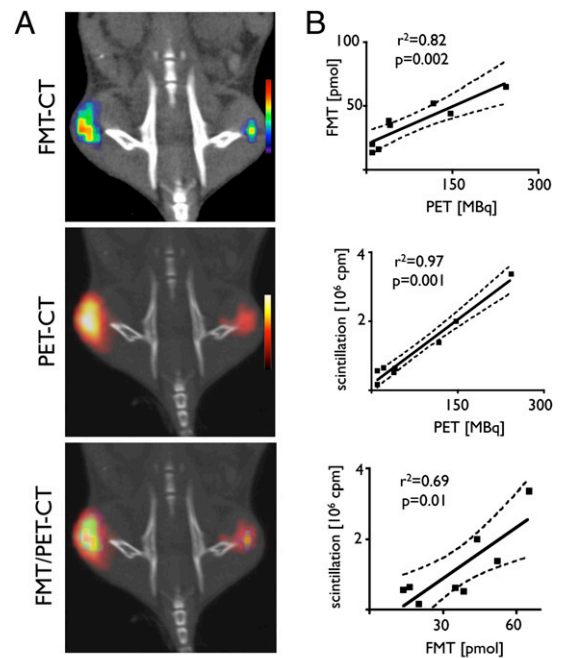 A
FMT-CT
PET-CT
FMT/PET-CT
B
r²=0.82
p=0.002
FMT [pmol]
100
50
150
300
PET [MBq]
r²=0.97
p=0.001
scintillation [10⁶ cpm]
4
2
150
300
PET [MBq]
r²=0.69
p=0.01
scintillation [10⁶ cpm]
4
2
30
60
FMT [pmol]